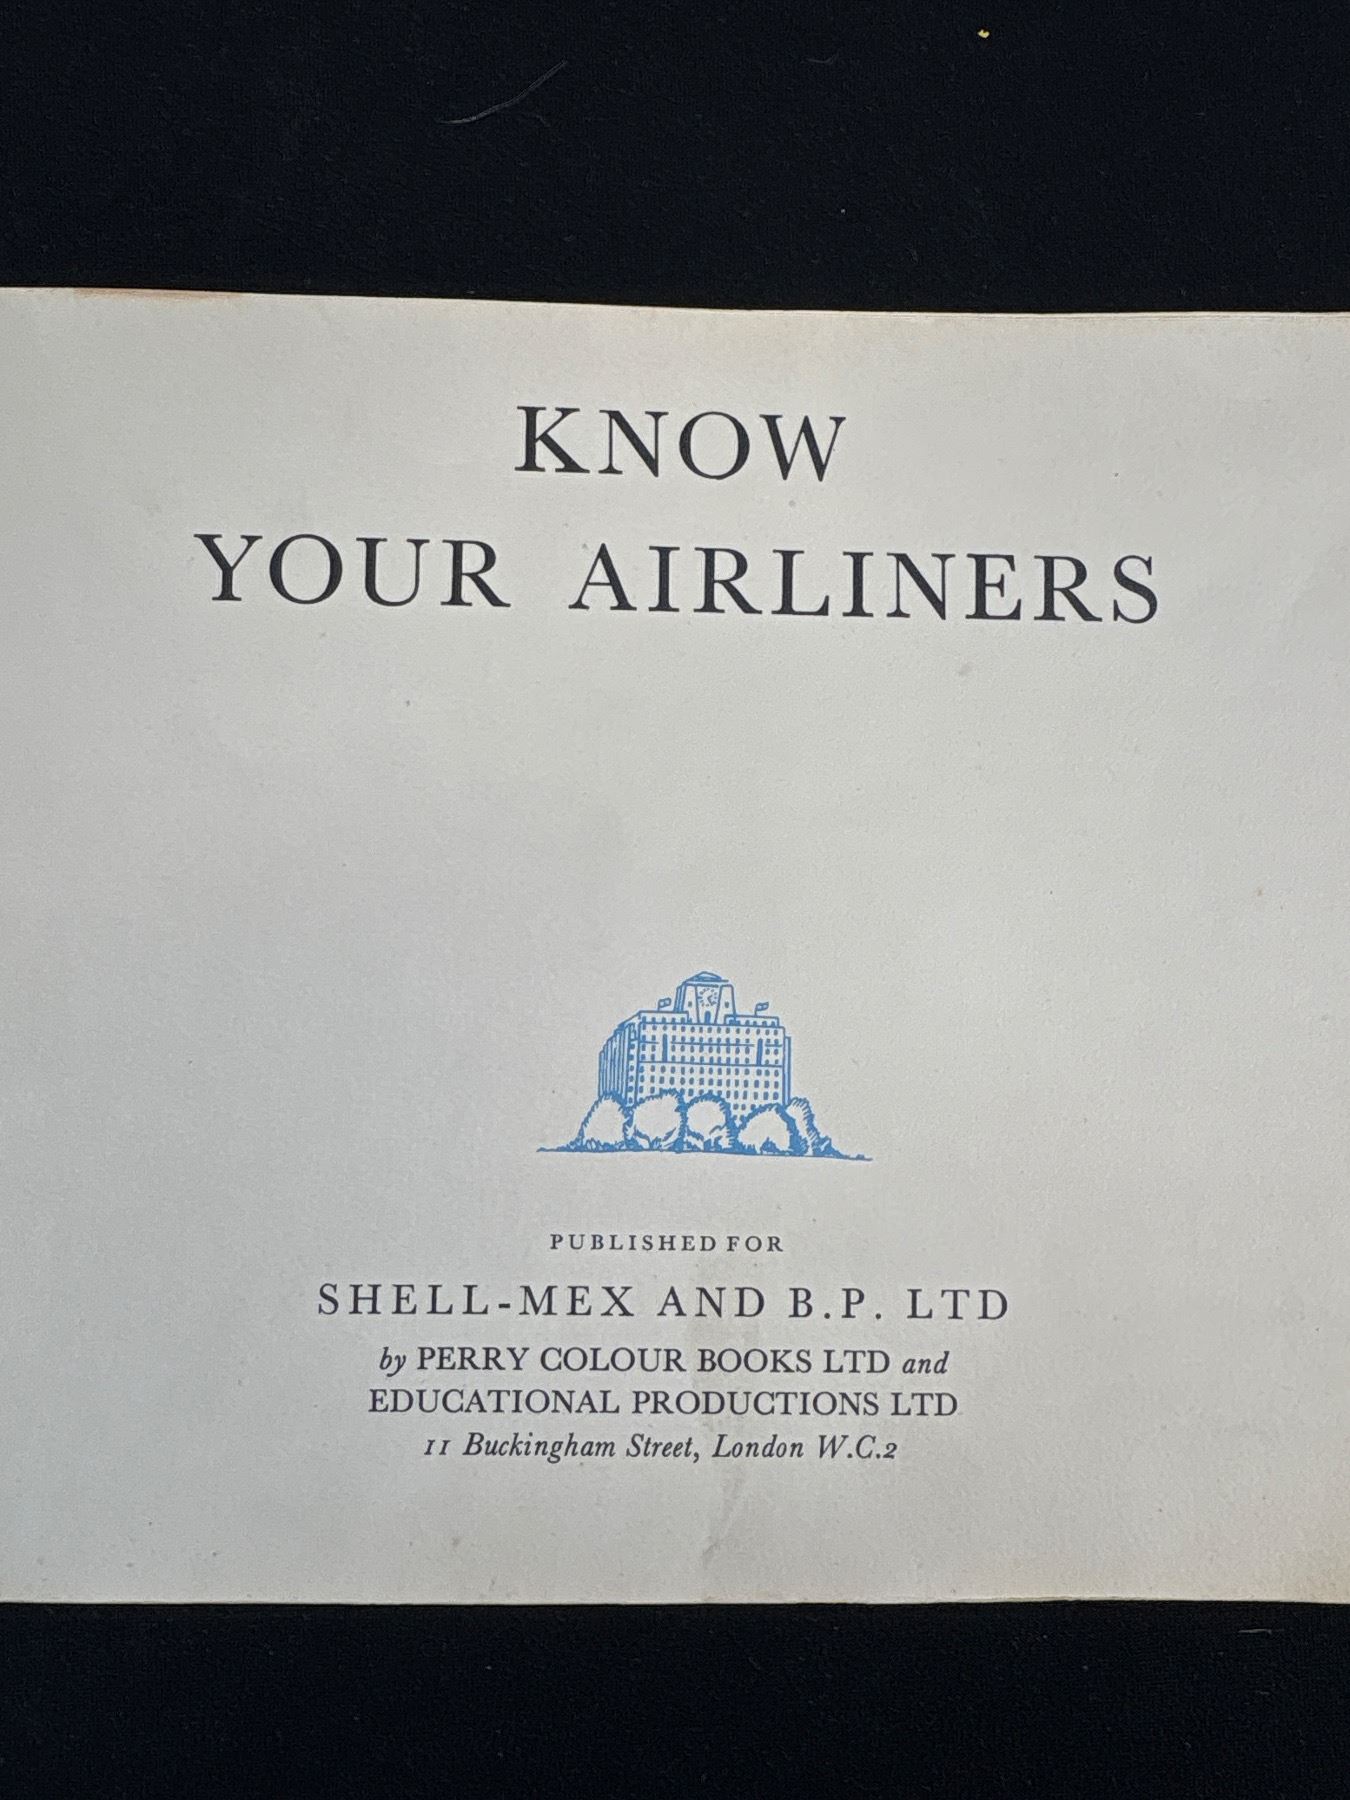 KNOW
YOUR AIRLINERS
PUBLISHED FOR
SHELL-MEX AND B.P. LTD
by PERRY COLOUR BOOKS LTD and
EDUCATIONAL PRODUCTIONS LTD
11 Buckingham Street, London W.C.2